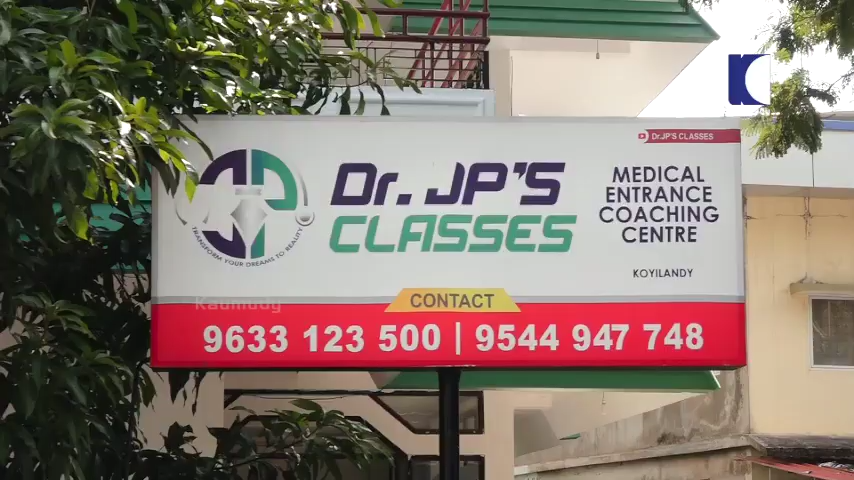 Dr.JP'S CLASSES
Dr. JP'S
CLASSES
TRANSFORM YOUR DREAMS TO REALITY
MEDICAL
ENTRANCE
COACHING
CENTRE
KOYILANDY
Kaumudy
CONTACT
9633 123 500 | 9544 947 748